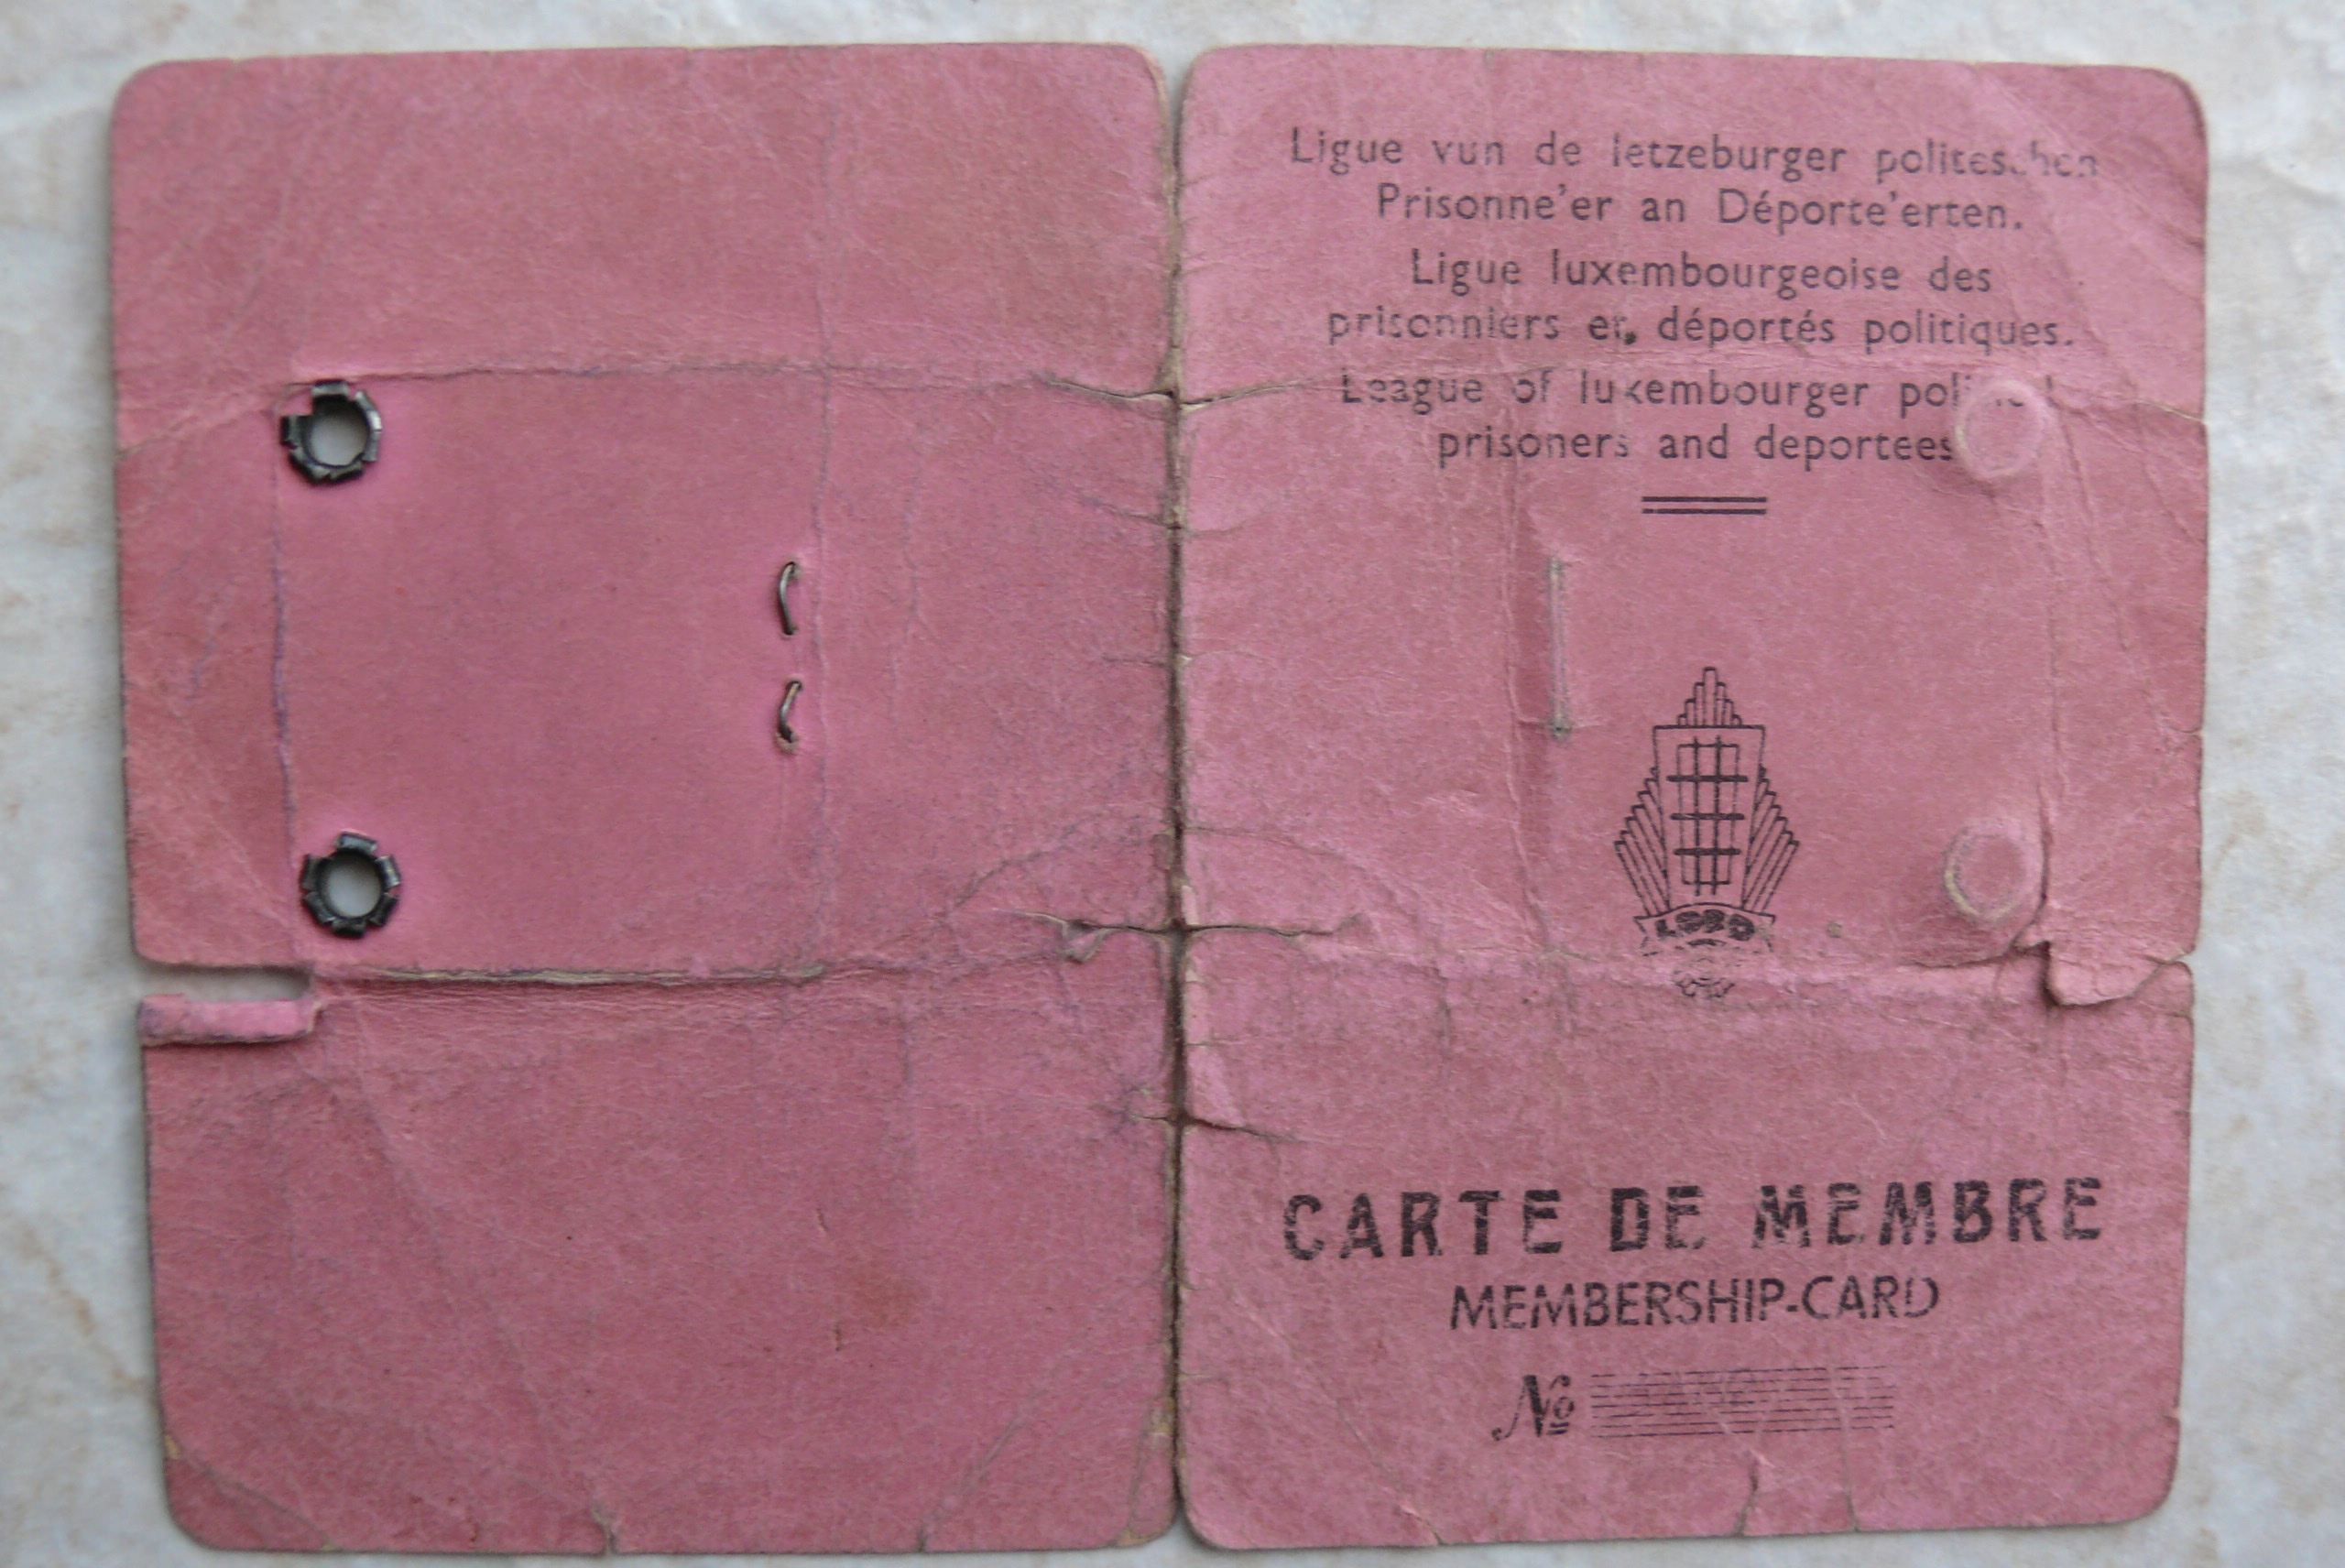 Ligue vun de letzeburger politeschen
Prisonne'er an Déporte'erten.
Ligue luxembourgeoise des
prisonniers et déportés politiques.
League of luxembourger political
prisoners and deportees
CARTE DE MEMBRE
MEMBERSHIP-CARD
No